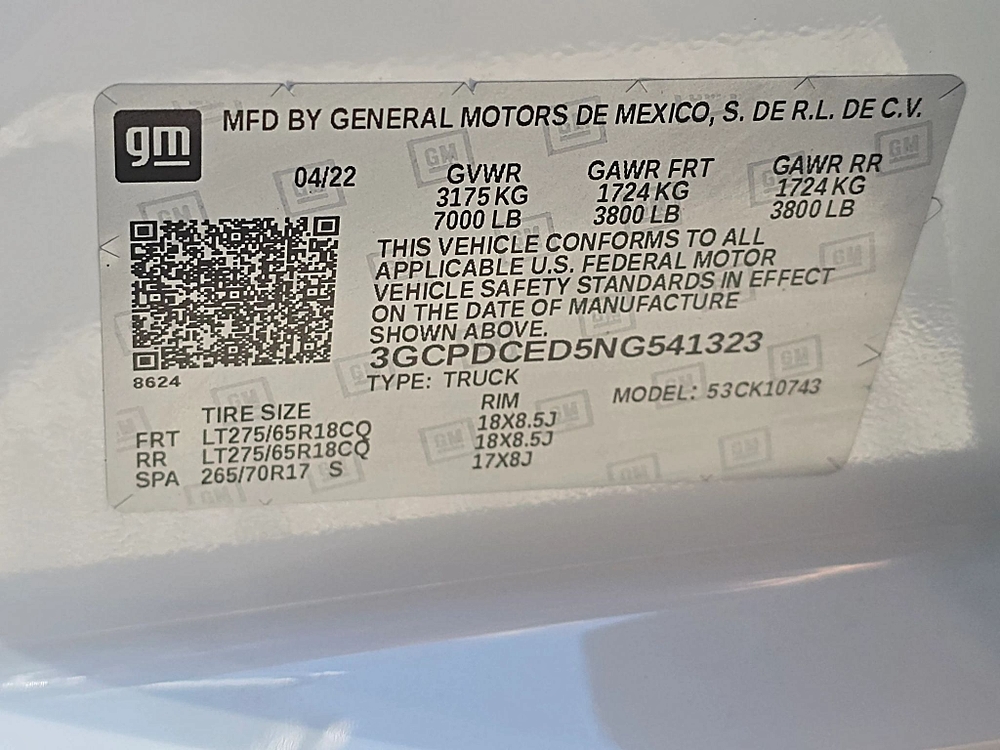 gm
MFD BY GENERAL MOTORS DE MEXICO, S. DE R.L. DE C.V.
04/22 GVWR GAWR FRT GAWR RR
3175 KG 1724 KG 1724 KG
7000 LB 3800 LB 3800 LB
THIS VEHICLE CONFORMS TO ALL
APPLICABLE U.S. FEDERAL MOTOR
VEHICLE SAFETY STANDARDS IN EFFECT
ON THE DATE OF MANUFACTURE
SHOWN ABOVE.
3GCPDCED5NG541323
8624
TYPE: TRUCK MODEL: 53CK10743
TIRE SIZE RIM
FRT LT275/65R18CQ 18X8.5J
RR LT275/65R18CQ 18X8.5J
SPA 265/70R17 S 17X8J